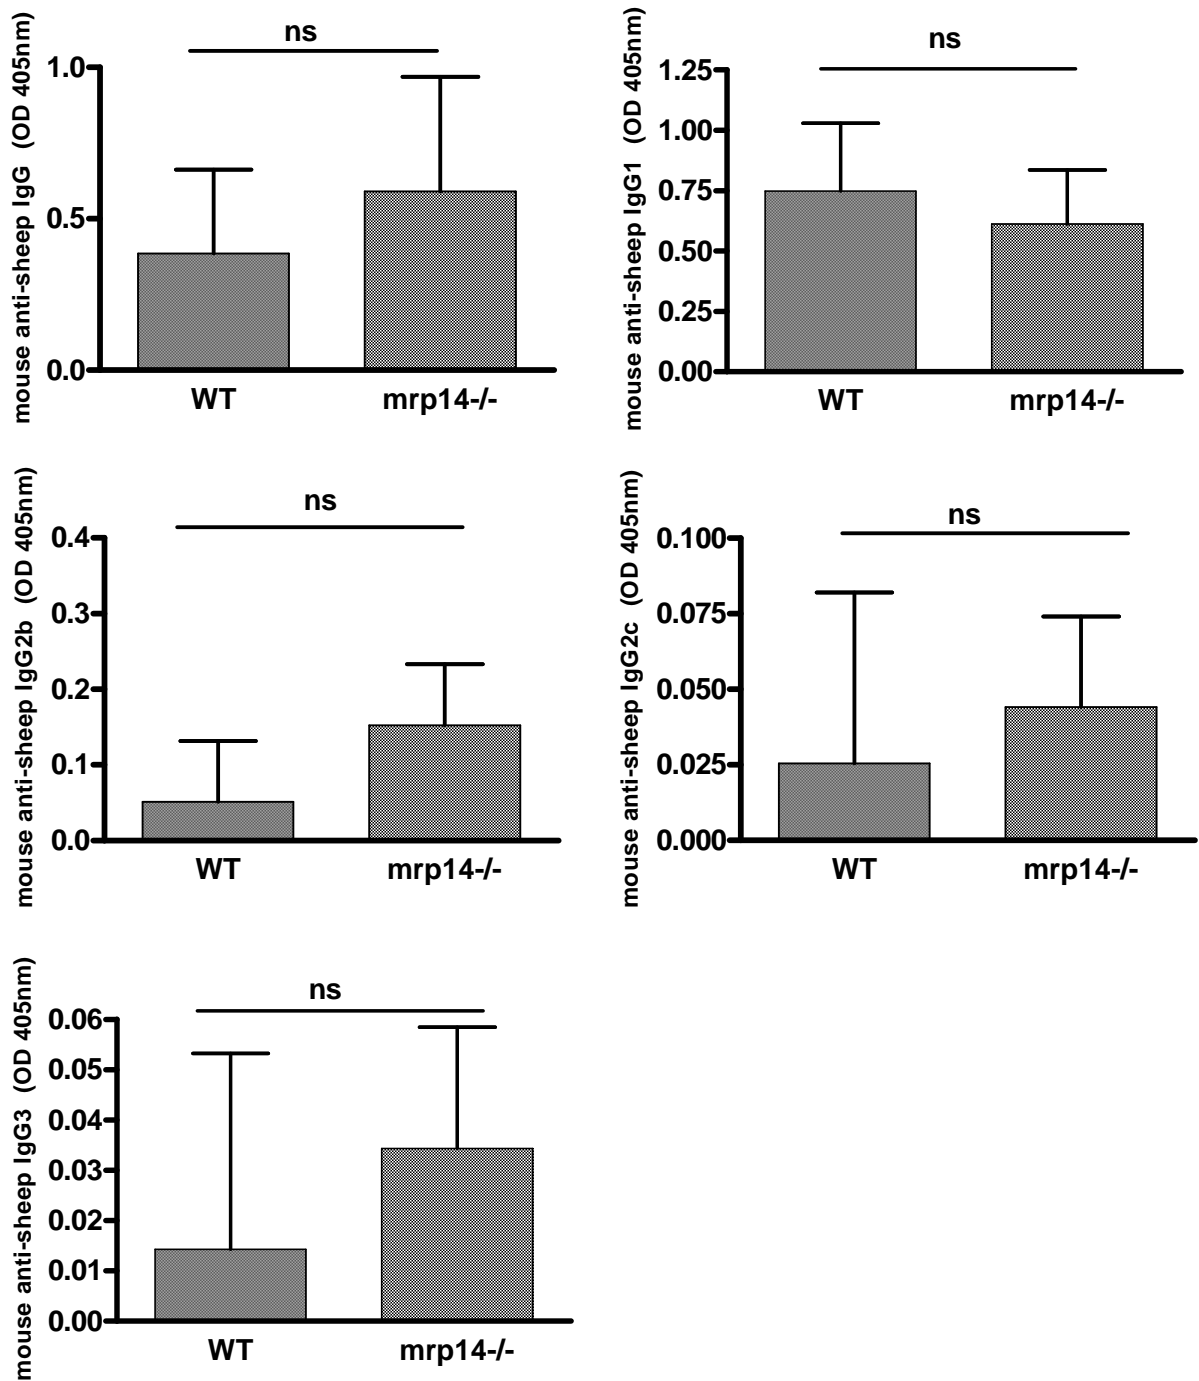 mouse anti-sheep IgG (OD 405nm)
ns
1.0
0.5
0.0
WT mrp14-/-
mouse anti-sheep IgG1 (OD 405nm)
ns
1.25
1.00
0.75
0.50
0.25
0.00
WT mrp14-/-
mouse anti-sheep IgG2b (OD 405nm)
ns
0.4
0.3
0.2
0.1
0.0
WT mrp14-/-
mouse anti-sheep IgG2c (OD 405nm)
ns
0.100
0.075
0.050
0.025
0.000
WT mrp14-/-
mouse anti-sheep IgG3 (OD 405nm)
ns
0.06
0.05
0.04
0.03
0.02
0.01
0.00
WT mrp14-/-